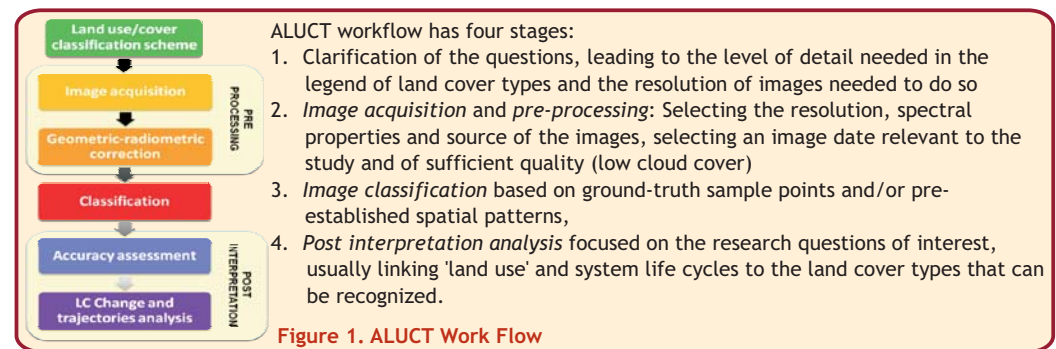 Land use/cover
classification scheme
Image acquisition
Geometric-radiometric
correction
PRE
PROCESSING
Classification
Accuracy assessment
LC Change and
trajectories analysis
POST
INTERPRETATION
ALUCT workflow has four stages:
1. Clarification of the questions, leading to the level of detail needed in the
legend of land cover types and the resolution of images needed to do so
2. Image acquisition and pre-processing: Selecting the resolution, spectral
properties and source of the images, selecting an image date relevant to the
study and of sufficient quality (low cloud cover)
3. Image classification based on ground-truth sample points and/or pre-
established spatial patterns,
4. Post interpretation analysis focused on the research questions of interest,
usually linking 'land use' and system life cycles to the land cover types that can
be recognized.
Figure 1. ALUCT Work Flow